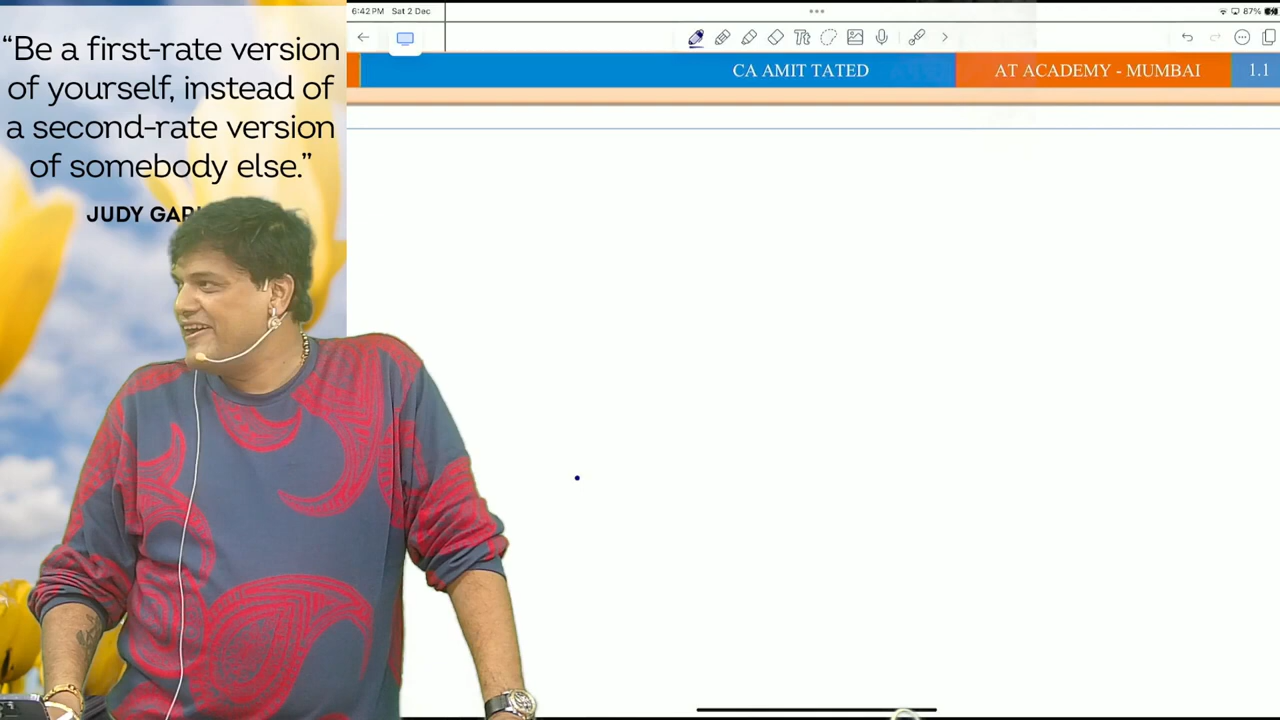 “Be a first-rate version
of yourself, instead of
a second-rate version
of somebody else.”
JUDY
6:42 PM Sat 2 Dec
87%
CA AMIT TATED
AT ACADEMY - MUMBAI
1.1